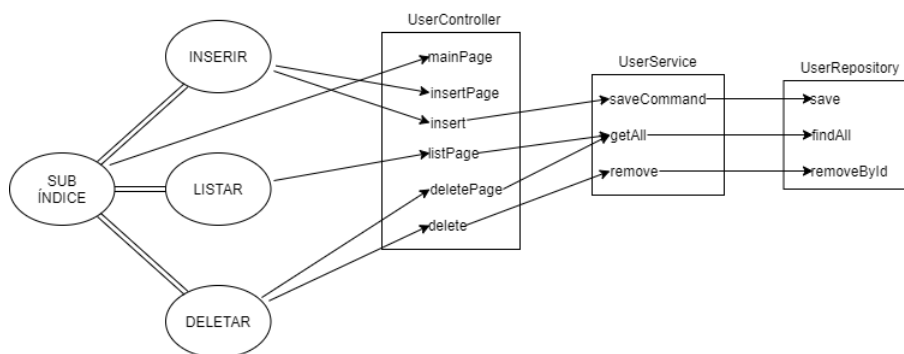 UserController
INSERIR
mainPage
UserService
UserRepository
insertPage
saveCommand
save
insert
getAll
findAll
listPage
SUB
ÍNDICE
LISTAR
deletePage
remove
removeById
delete
DELETAR